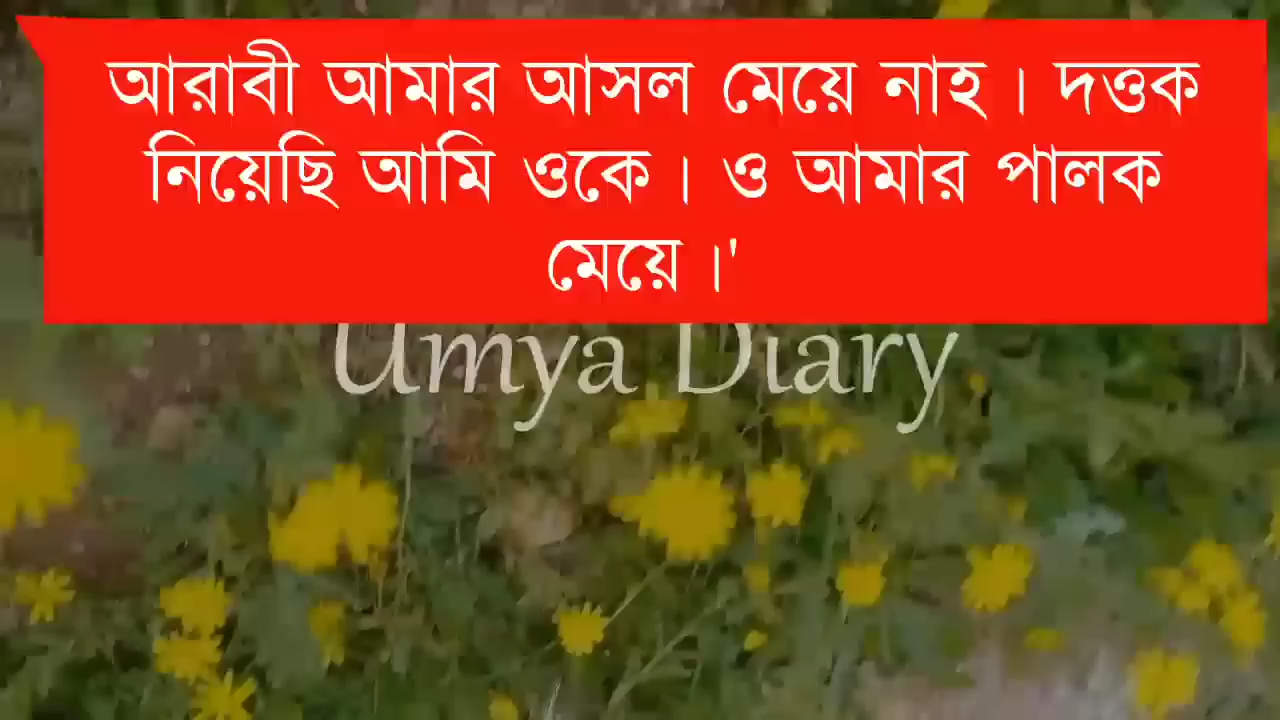 আরাবী আমার আসল মেয়ে নাহ। দত্তক
নিয়েছি আমি ওকে। ও আমার পালক
মেয়ে।'
Umya Diary